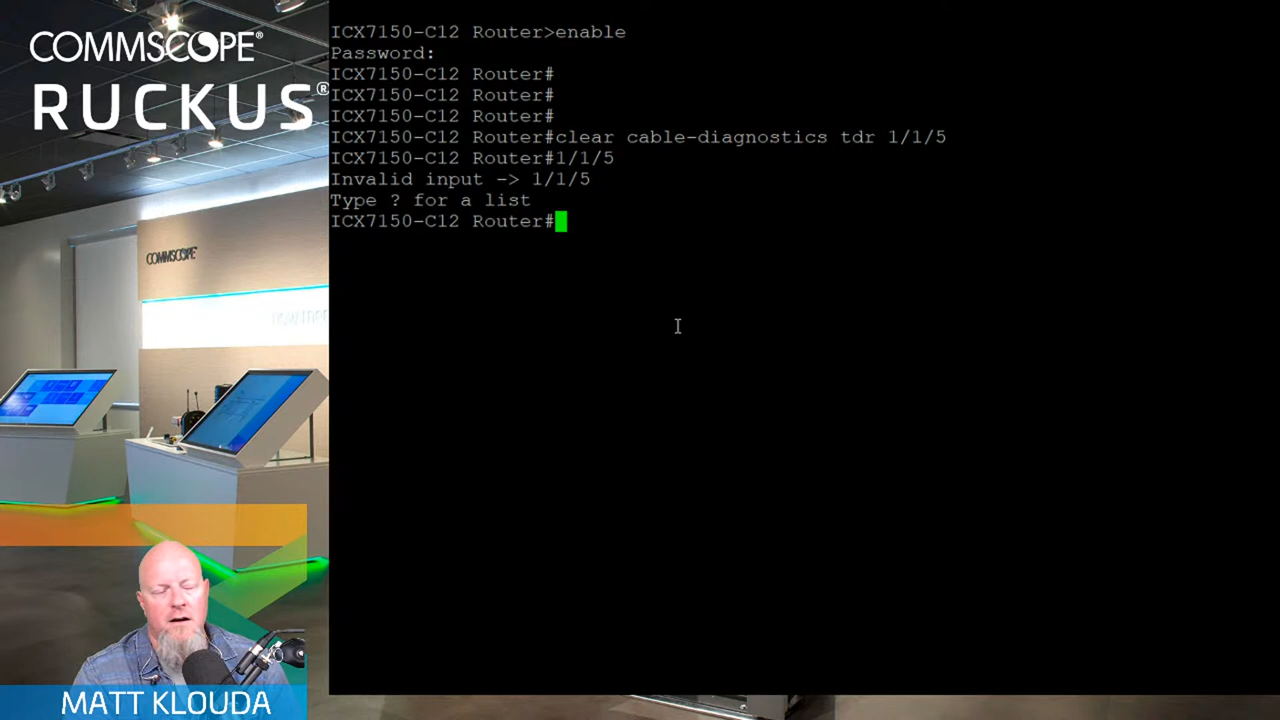 COMMSCOPE®
RUCKUS®
ICX7150-C12 Router>enable
Password:
ICX7150-C12 Router#
ICX7150-C12 Router#
ICX7150-C12 Router#
ICX7150-C12 Router#clear cable-diagnostics tdr 1/1/5
ICX7150-C12 Router#1/1/5
Invalid input -> 1/1/5
Type ? for a list
ICX7150-C12 Router#
COMMSCOPE
MATT KLOUDA